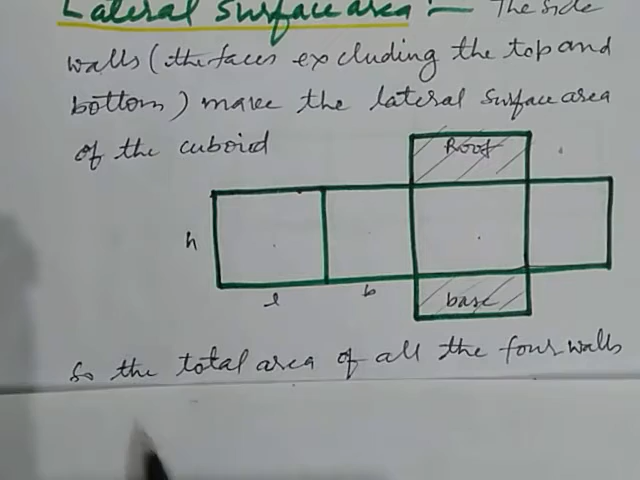 Lateral surface area :— The side
walls (the faces excluding the top and
bottom) make the lateral surface area
of the cuboid
Roof
h
l
b
base
So the total area of all the four walls